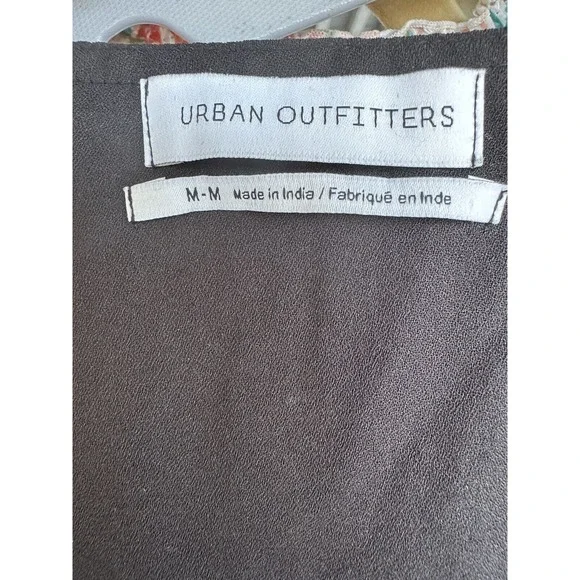 URBAN OUTFITTERS
M-M Made in India / Fabriqué en Inde